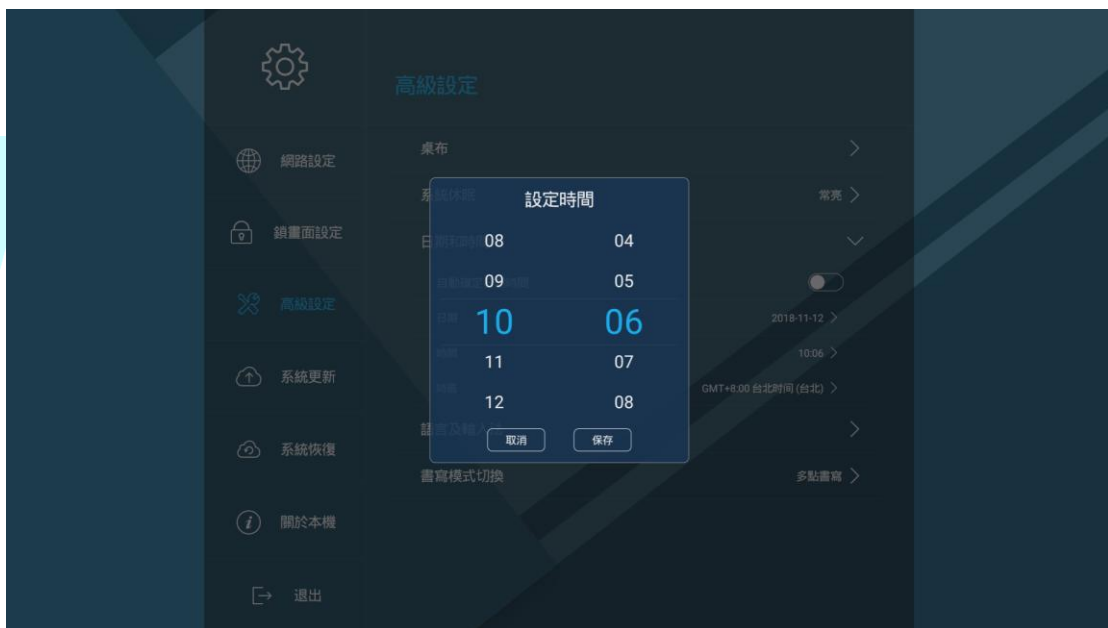 高級設定
網路設定
鎖畫面設定
高級設定
系統更新
系統恢復
關於本機
退出
桌布
常亮
2018-11-12
10:06
GMT+8:00 台北时间 (台北)
書寫模式切換
多點書寫
設定時間
08 04
09 05
10 06
11 07
12 08
取消 保存